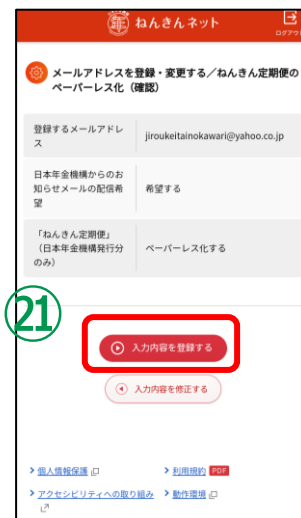 ねんきんネット
ログアウト
メールアドレスを登録・変更する／ねんきん定期便の
ペーパーレス化（確認）
登録するメールアドレ
ス
jiroukeitainokawari@yahoo.co.jp
日本年金機構からのお
知らせメールの配信希
望
希望する
「ねんきん定期便」
（日本年金機構発行分
のみ）
ペーパーレス化する
㉑
入力内容を登録する
入力内容を修正する
個人情報保護
利用規約 PDF
アクセシビリティへの取り組み
動作環境